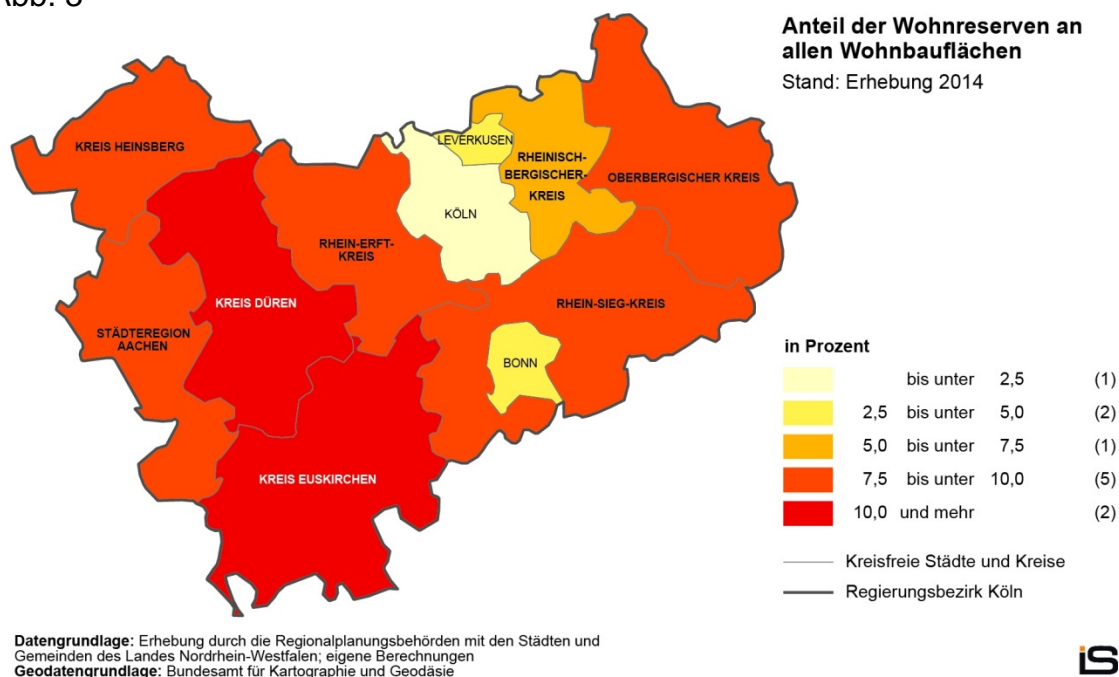 Abb. 8
Anteil der Wohnreserven an
allen Wohnbauflächen
Stand: Erhebung 2014
KREIS HEINSBERG
LEVERKUSEN
RHEINISCH-
BERGISCHER-
KREIS
OBERBERGISCHER KREIS
KÖLN
RHEIN-ERFT-
KREIS
KREIS DÜREN
RHEIN-SIEG-KREIS
STÄDTEREGION
AACHEN
BONN
KREIS EUSKIRCHEN
in Prozent
bis unter 2,5 (1)
2,5 bis unter 5,0 (2)
5,0 bis unter 7,5 (1)
7,5 bis unter 10,0 (5)
10,0 und mehr (2)
Kreisfreie Städte und Kreise
Regierungsbezirk Köln
Datengrundlage: Erhebung durch die Regionalplanungsbehörden mit den Städten und
Gemeinden des Landes Nordrhein-Westfalen; eigene Berechnungen
Geodatengrundlage: Bundesamt für Kartographie und Geodäsie
iS